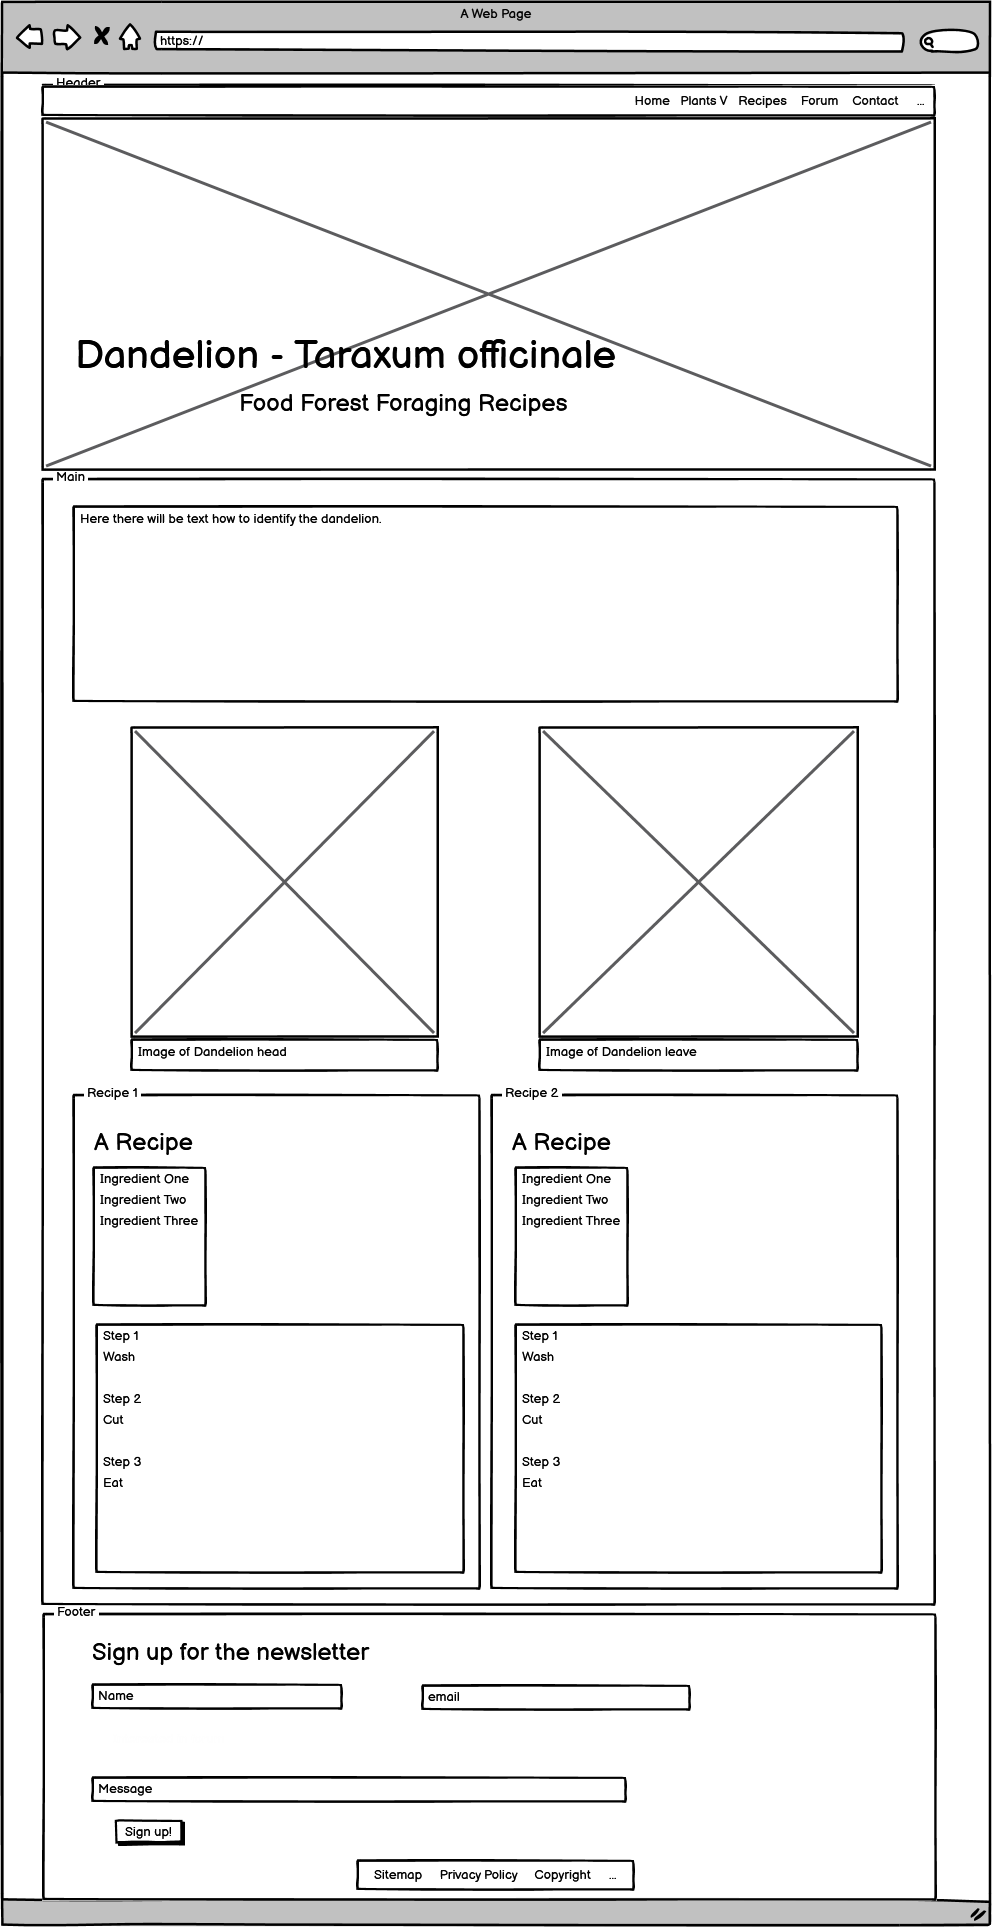 A Web Page
https://
Header
Home Plants V Recipes Forum Contact ...
Dandelion - Taraxum officinale
Food Forest Foraging Recipes
Main
Here there will be text how to identify the dandelion.
Image of Dandelion head
Image of Dandelion leave
Recipe 1
A Recipe
Ingredient One
Ingredient Two
Ingredient Three
Step 1
Wash
Step 2
Cut
Step 3
Eat
Recipe 2
A Recipe
Ingredient One
Ingredient Two
Ingredient Three
Step 1
Wash
Step 2
Cut
Step 3
Eat
Footer
Sign up for the newsletter
Name
email
Message
Sign up!
Sitemap Privacy Policy Copyright ...